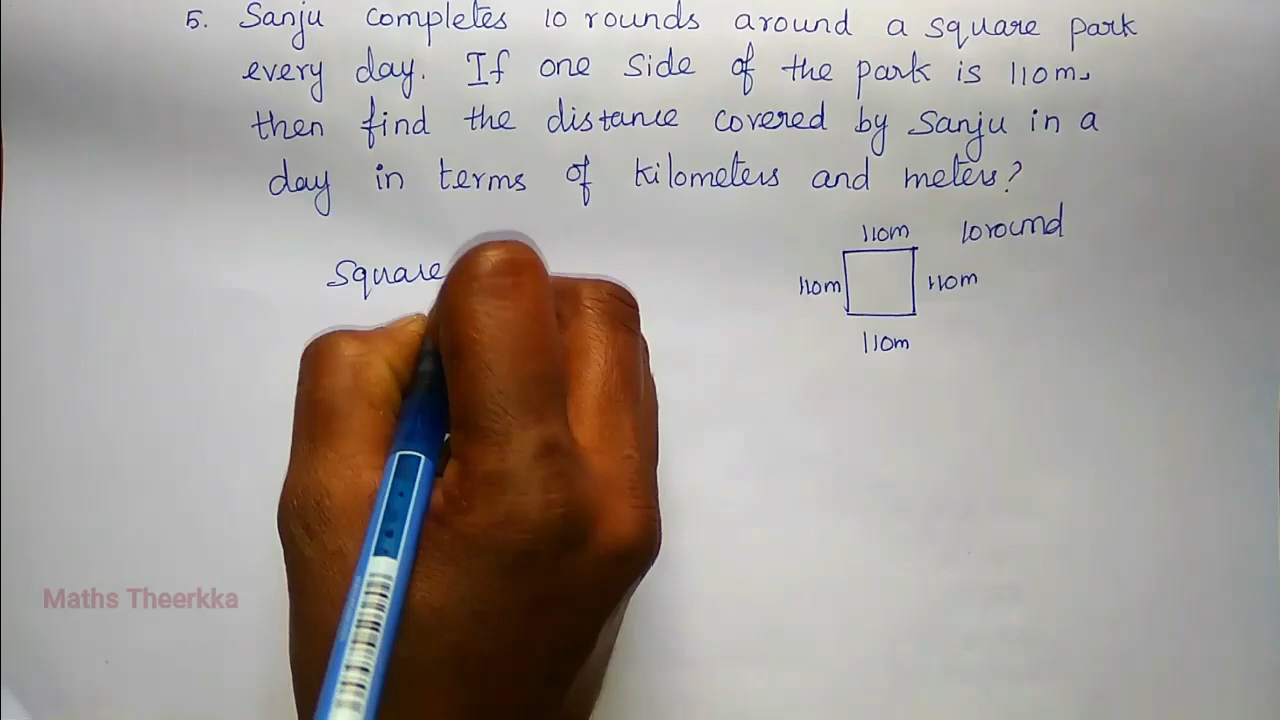 5. Sanju completes 10 rounds around a square park
every day. If one side of the park is 110m,
then find the distance covered by Sanju in a
day in terms of kilometers and meters?
110m 10round
Square
110m 110m
110m
Maths Theerkka